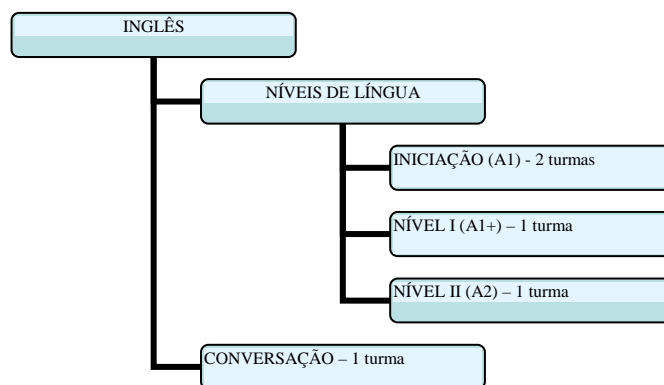 INGLÊS
NÍVEIS DE LÍNGUA
INICIAÇÃO (A1) - 2 turmas
NÍVEL I (A1+) – 1 turma
NÍVEL II (A2) – 1 turma
CONVERSAÇÃO – 1 turma